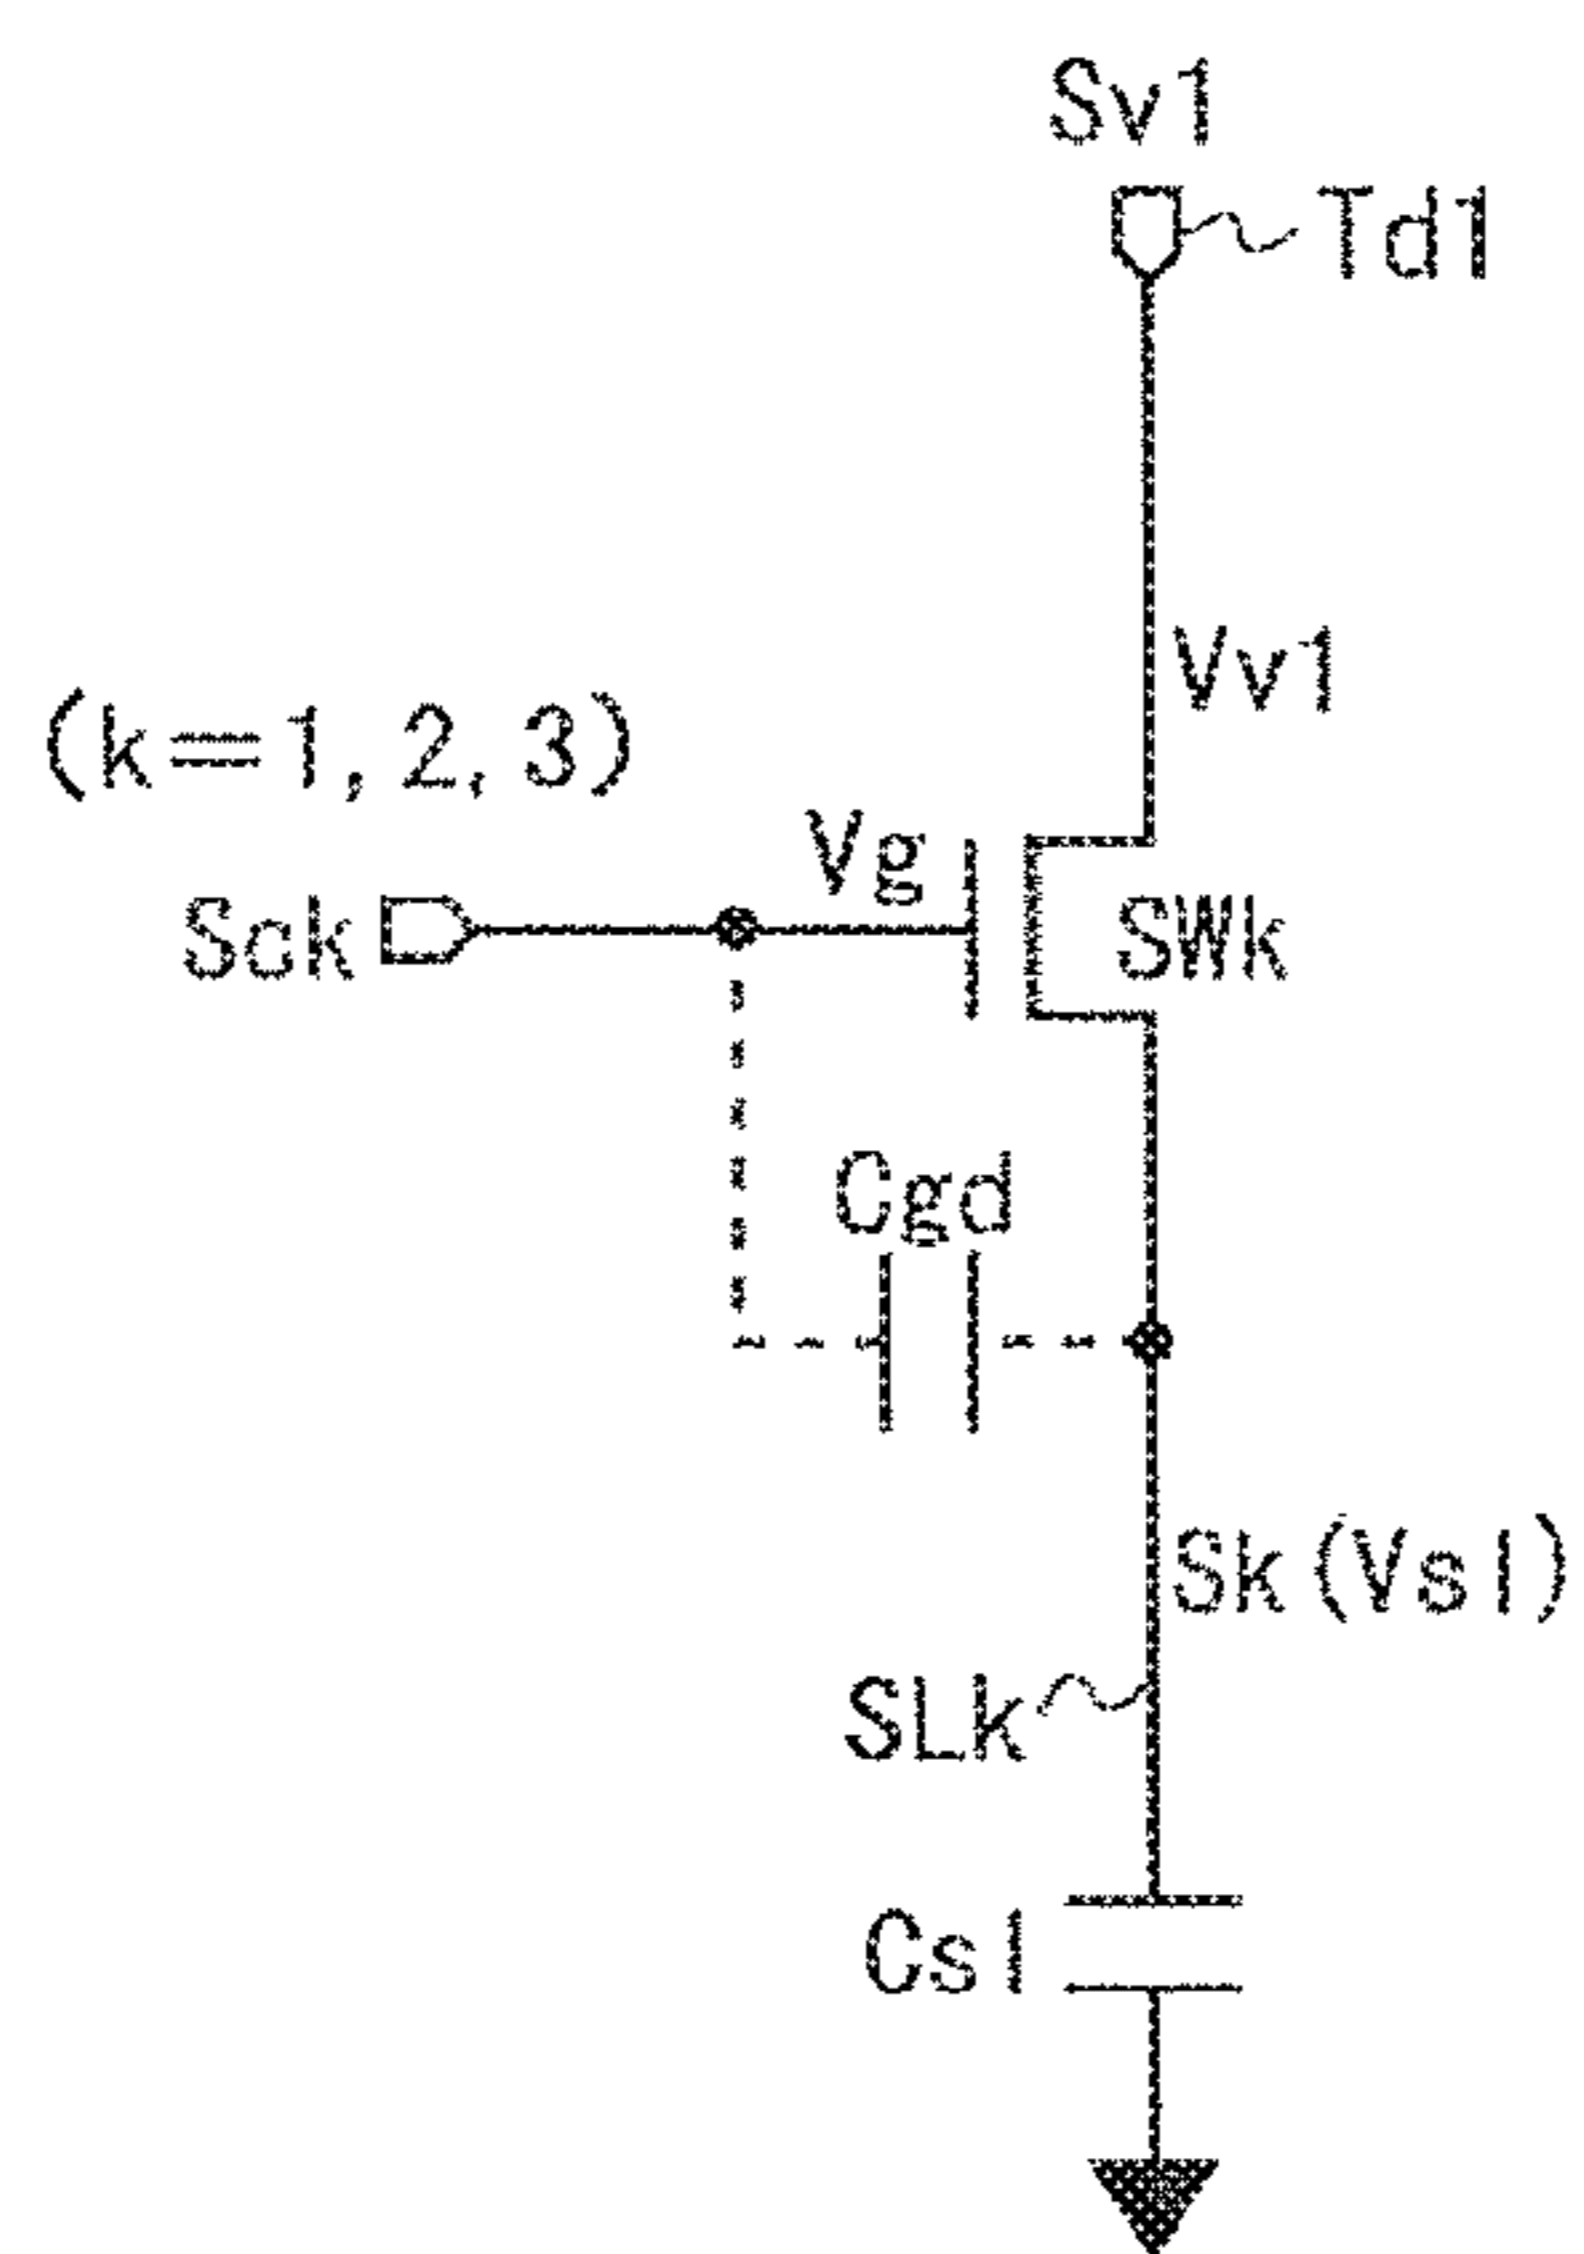 Sv1
Td1
Vv1
(k=1,2,3)
Vg
Sck
SWk
Cgd
Sk(Vsl)
SLk
Csl